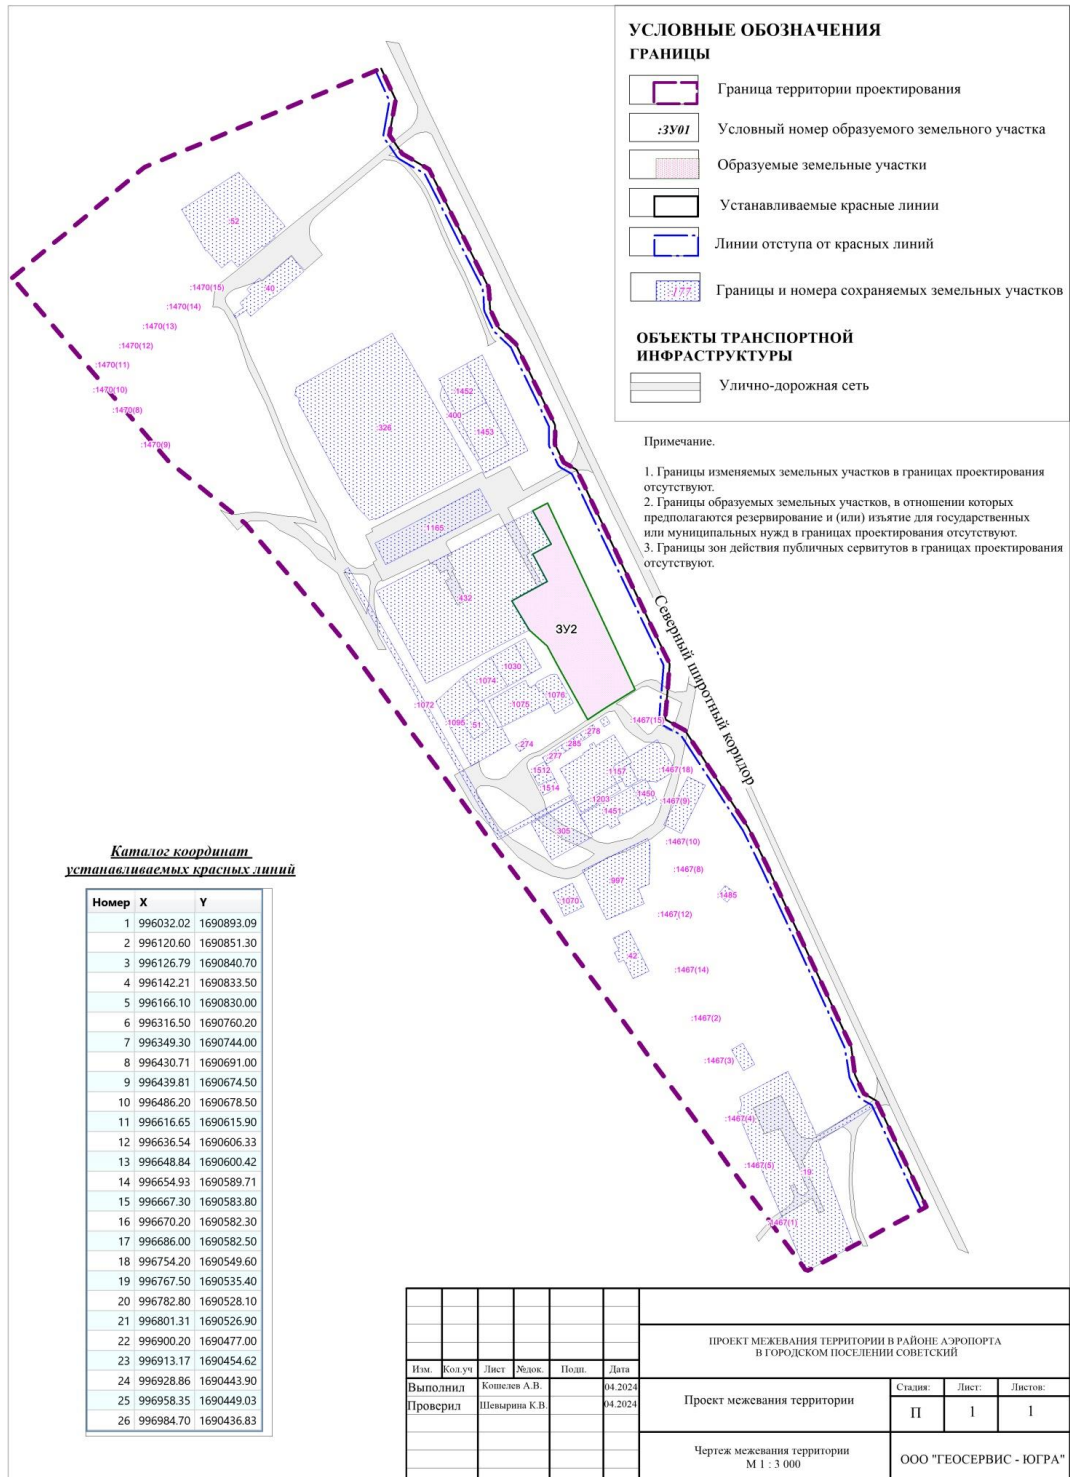 УСЛОВНЫЕ ОБОЗНАЧЕНИЯ
ГРАНИЦЫ
Граница территории проектирования
:ЗУ01 Условный номер образуемого земельного участка
Образуемые земельные участки
Устанавливаемые красные линии
Линии отступа от красных линий
:177 Границы и номера сохраняемых земельных участков
ОБЪЕКТЫ ТРАНСПОРТНОЙ
ИНФРАСТРУКТУРЫ
Улично-дорожная сеть
Примечание.
1. Границы изменяемых земельных участков в границах проектирования
отсутствуют.
2. Границы образуемых земельных участков, в отношении которых
предполагаются резервирование и (или) изъятие для государственных
или муниципальных нужд в границах проектирования отсутствуют.
3. Границы зон действия публичных сервитутов в границах проектирования
отсутствуют.
:52
:40
:1470(15)
:1470(14)
:1470(13)
:1470(12)
:1470(11)
:1470(10)
:1470(8)
:1470(9)
:1452
:400
:1453
:326
:1165
:432
ЗУ2
Северный широтный коридор
:1030
:1074
:1076
:1072
:1075
:1095
:51
:1467(15)
:278
:274
:285
:277
:1512
:1157
:1467(18)
:1514
:1450
:1203
:1467(9)
:1451
:305
:1467(10)
:1467(8)
:997
:1485
:1070
:1467(12)
:42
:1467(14)
:1467(2)
:1467(3)
:1467(4)
:1467(5)
:19
:1467(1)
Каталог координат
устанавливаемых красных линий
Номер X Y
1 996032.02 1690893.09
2 996120.60 1690851.30
3 996126.79 1690840.70
4 996142.21 1690833.50
5 996166.10 1690830.00
6 996316.50 1690760.20
7 996349.30 1690744.00
8 996430.71 1690691.00
9 996439.81 1690674.50
10 996486.20 1690678.50
11 996616.65 1690615.90
12 996636.54 1690606.33
13 996648.84 1690600.42
14 996654.93 1690589.71
15 996667.30 1690583.80
16 996670.20 1690582.30
17 996686.00 1690582.50
18 996754.20 1690549.60
19 996767.50 1690535.40
20 996782.80 1690528.10
21 996801.31 1690526.90
22 996900.20 1690477.00
23 996913.17 1690454.62
24 996928.86 1690443.90
25 996958.35 1690449.03
26 996984.70 1690436.83
ПРОЕКТ МЕЖЕВАНИЯ ТЕРРИТОРИИ В РАЙОНЕ АЭРОПОРТА
В ГОРОДСКОМ ПОСЕЛЕНИИ СОВЕТСКИЙ
Изм. Кол.уч Лист №док. Подп. Дата
Выполнил Кошелев А.В. 04.2024
Проверил Шевырина К.В. 04.2024
Проект межевания территории
Стадия: Лист: Листов:
П 1 1
Чертеж межевания территории
М 1 : 3 000
ООО "ГЕОСЕРВИС - ЮГРА"